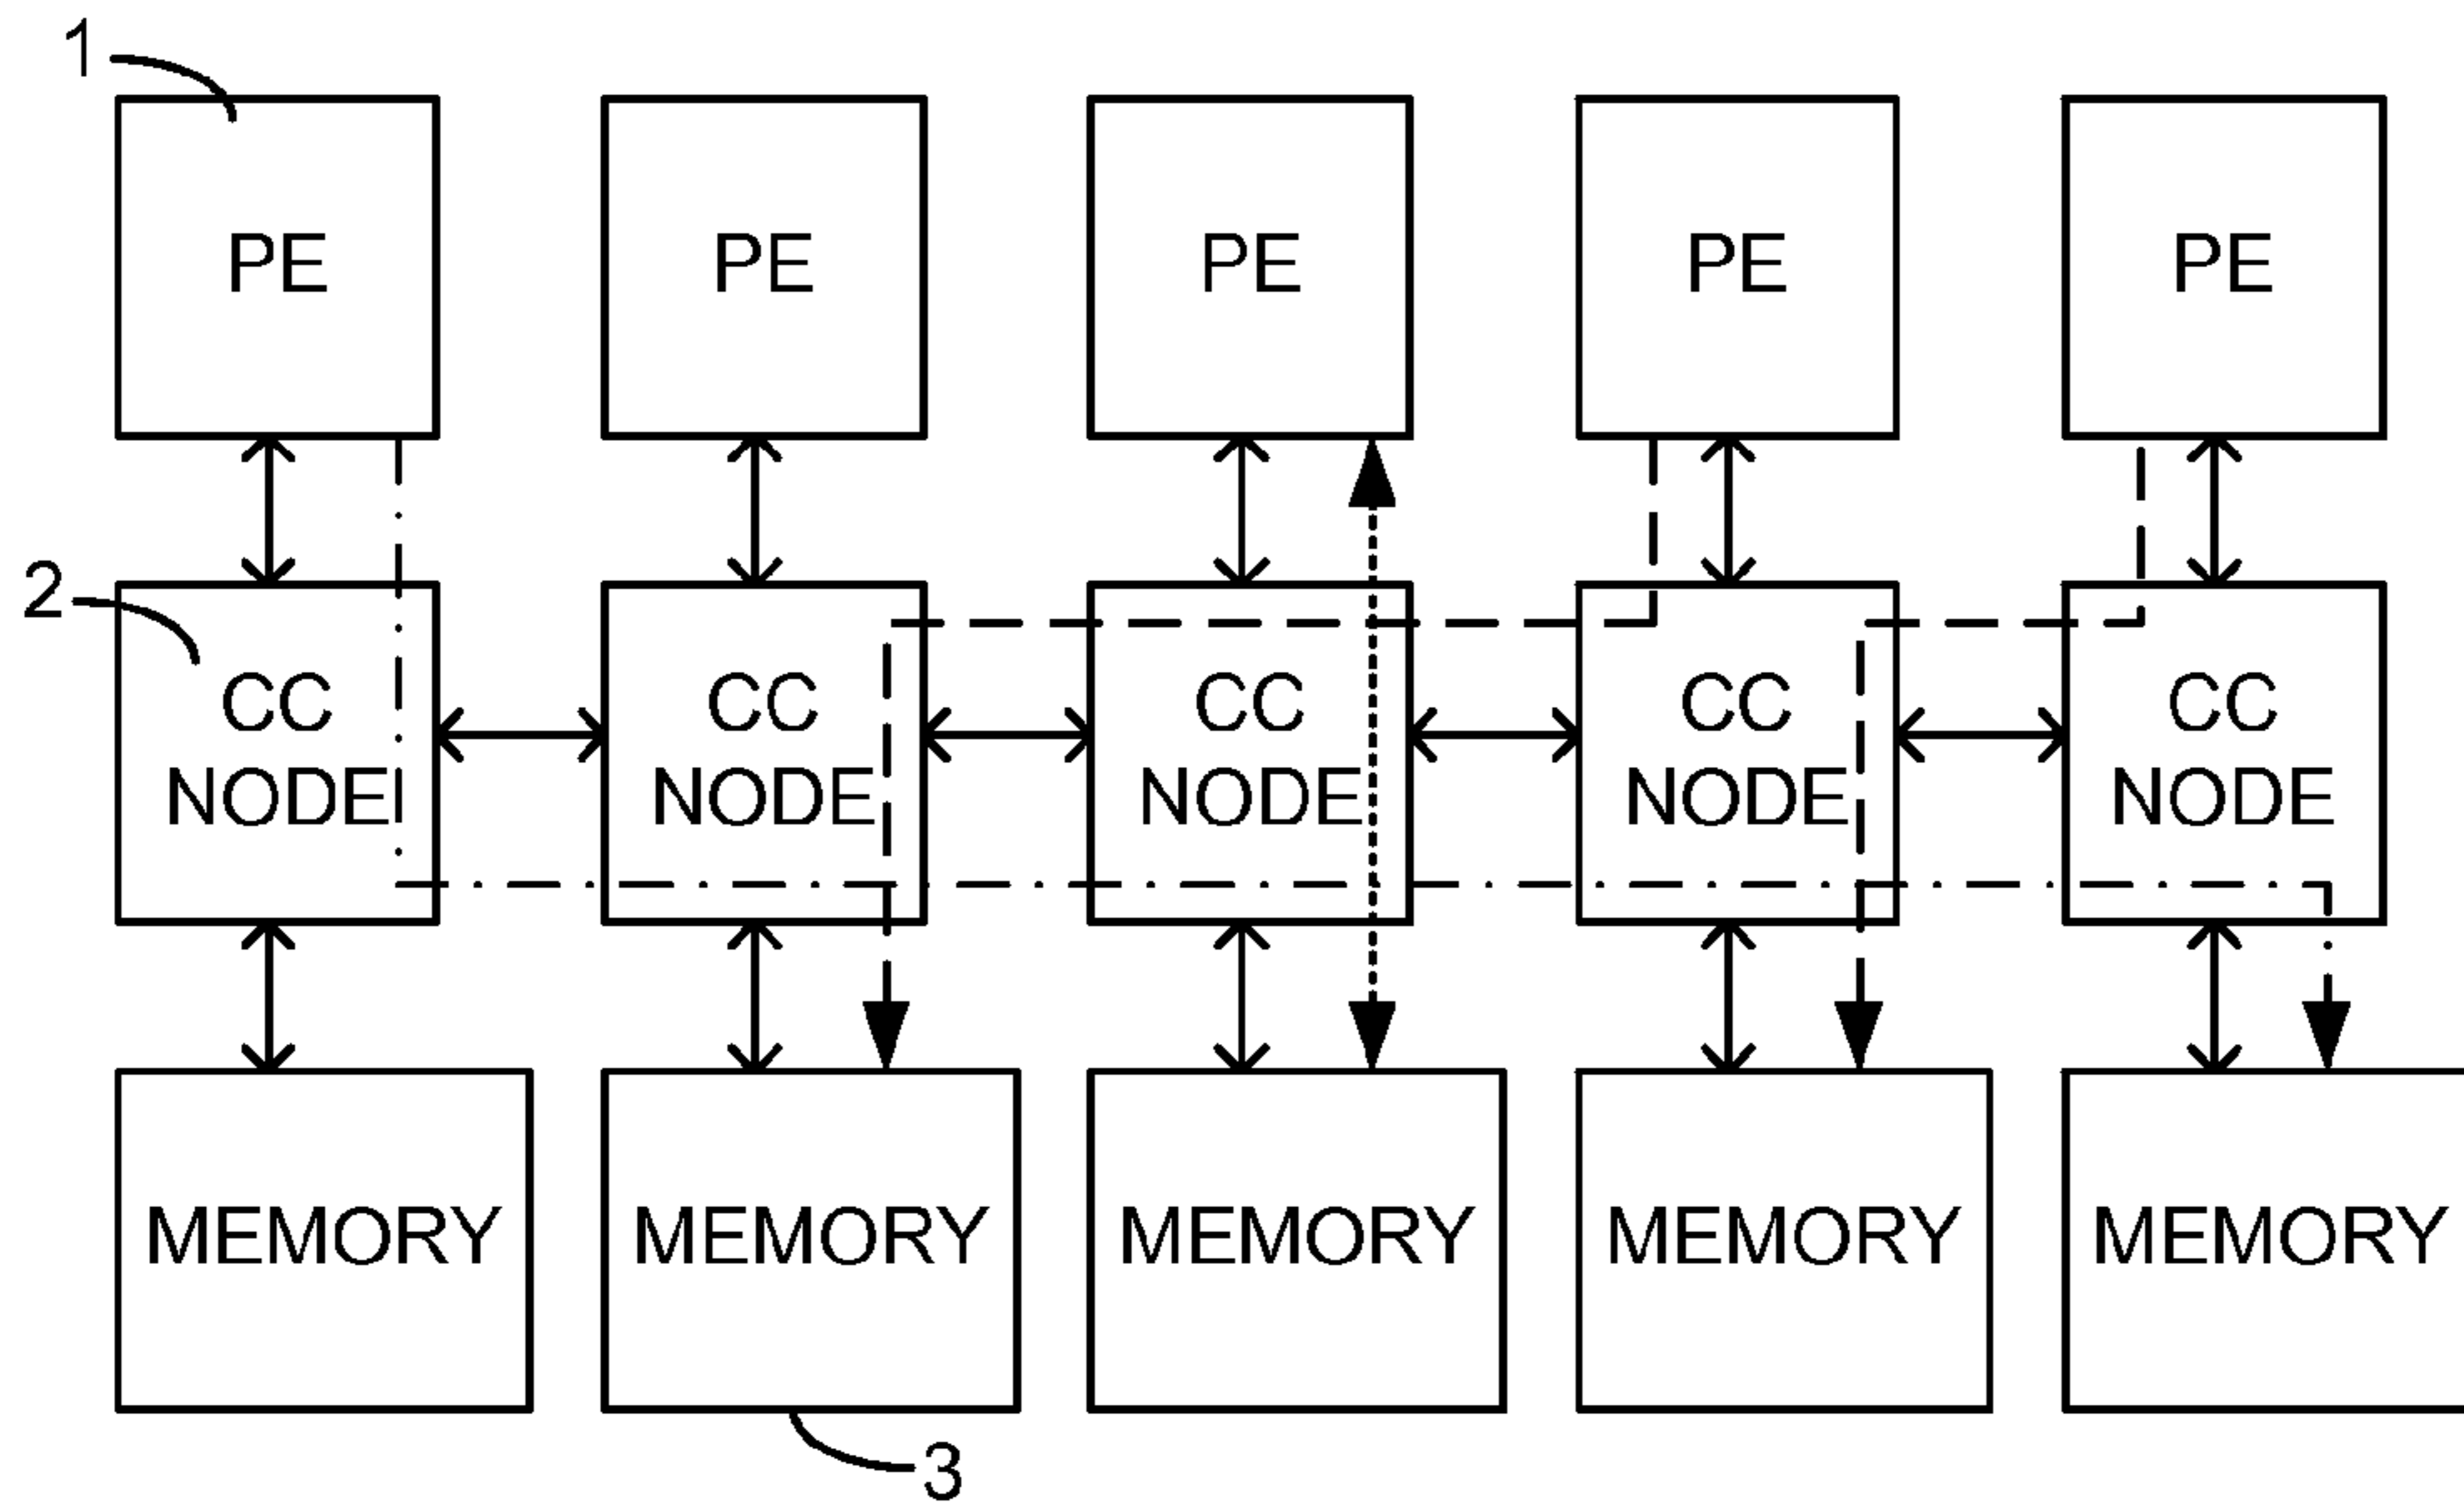 1
PE PE PE PE PE
2
CC CC CC CC CC
NODE NODE NODE NODE NODE
MEMORY MEMORY MEMORY MEMORY MEMORY
3